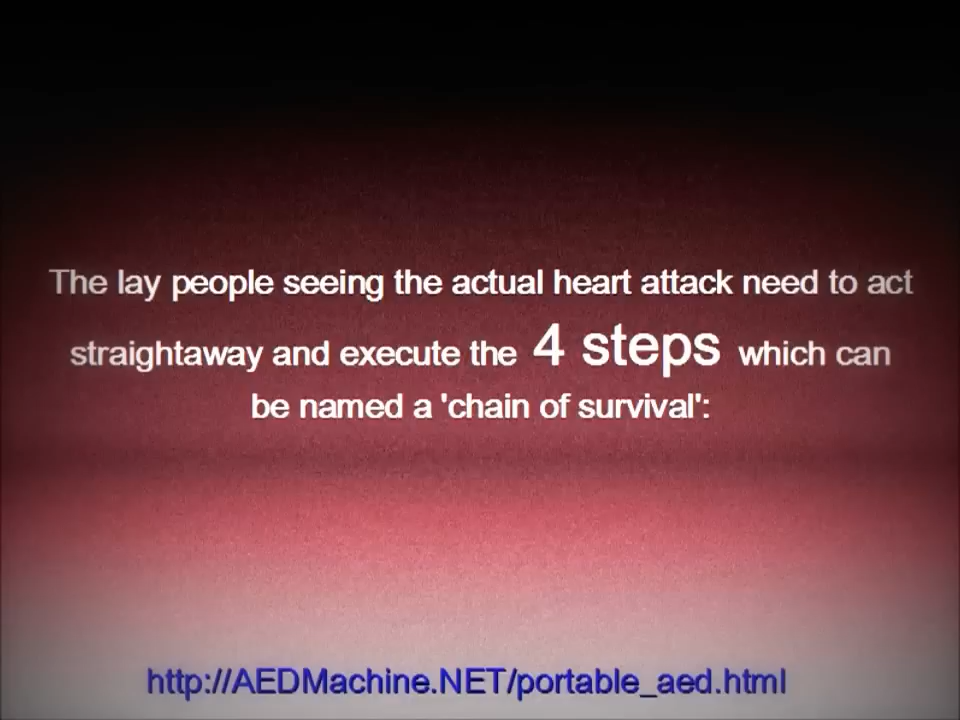 The lay people seeing the actual heart attack need to act
straightaway and execute the 4 steps which can
be named a 'chain of survival':
http://AEDMachine.NET/portable_aed.html